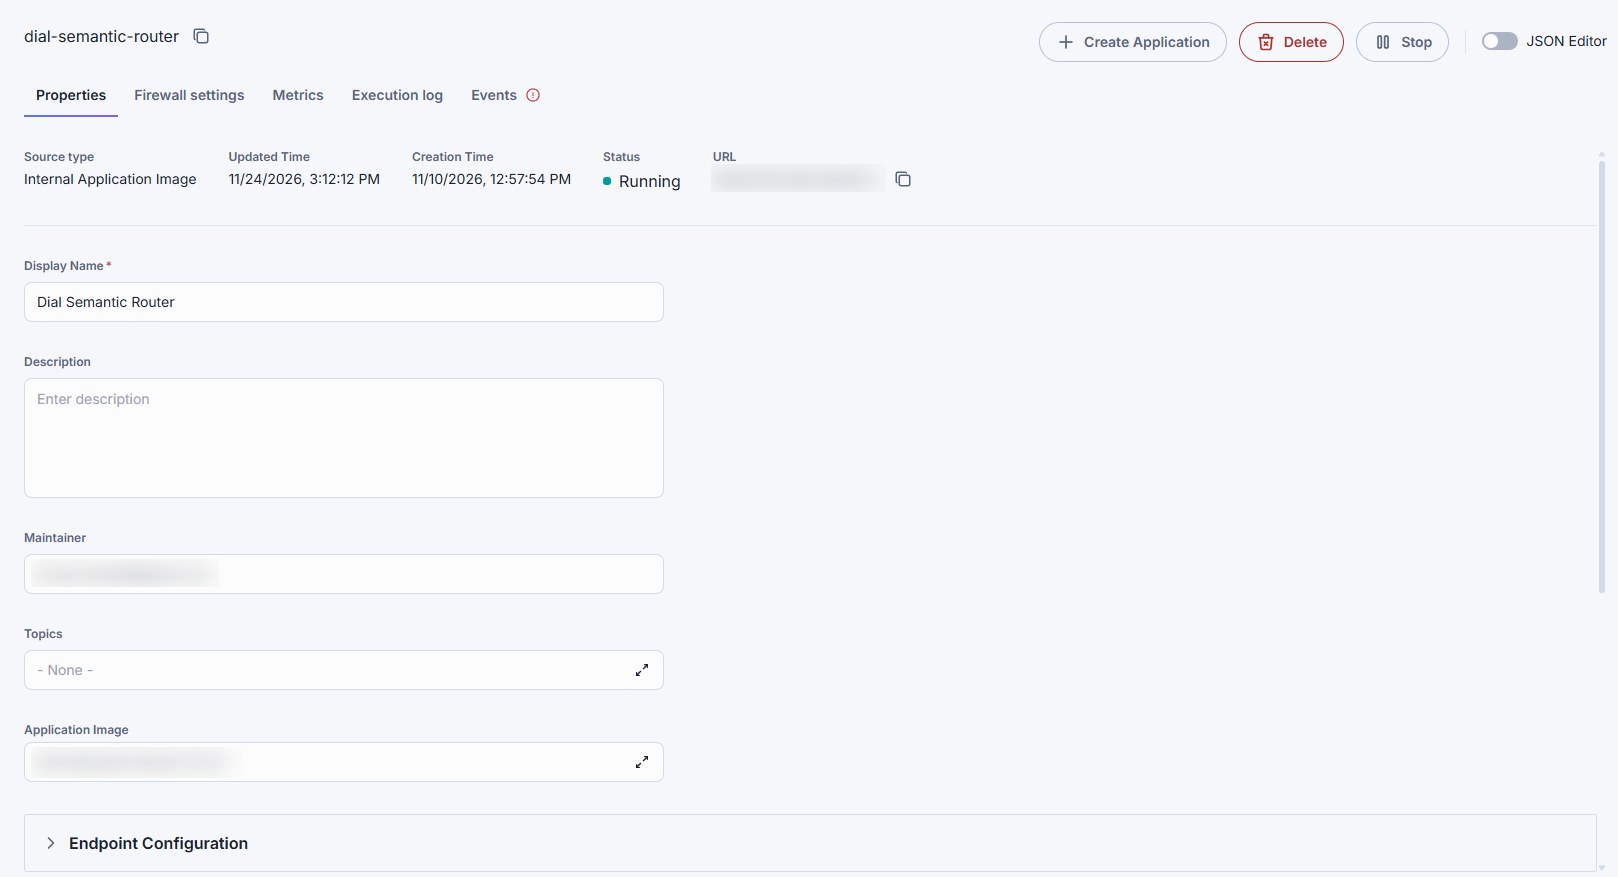 dial-semantic-router
Create Application
Delete
Stop
JSON Editor
Properties
Firewall settings
Metrics
Execution log
Events
Source type
Updated Time
Creation Time
Status
URL
Internal Application Image
11/24/2026, 3:12:12 PM
11/10/2026, 12:57:54 PM
Running
Display Name *
Dial Semantic Router
Description
Enter description
Maintainer
Topics
- None -
Application Image
Endpoint Configuration